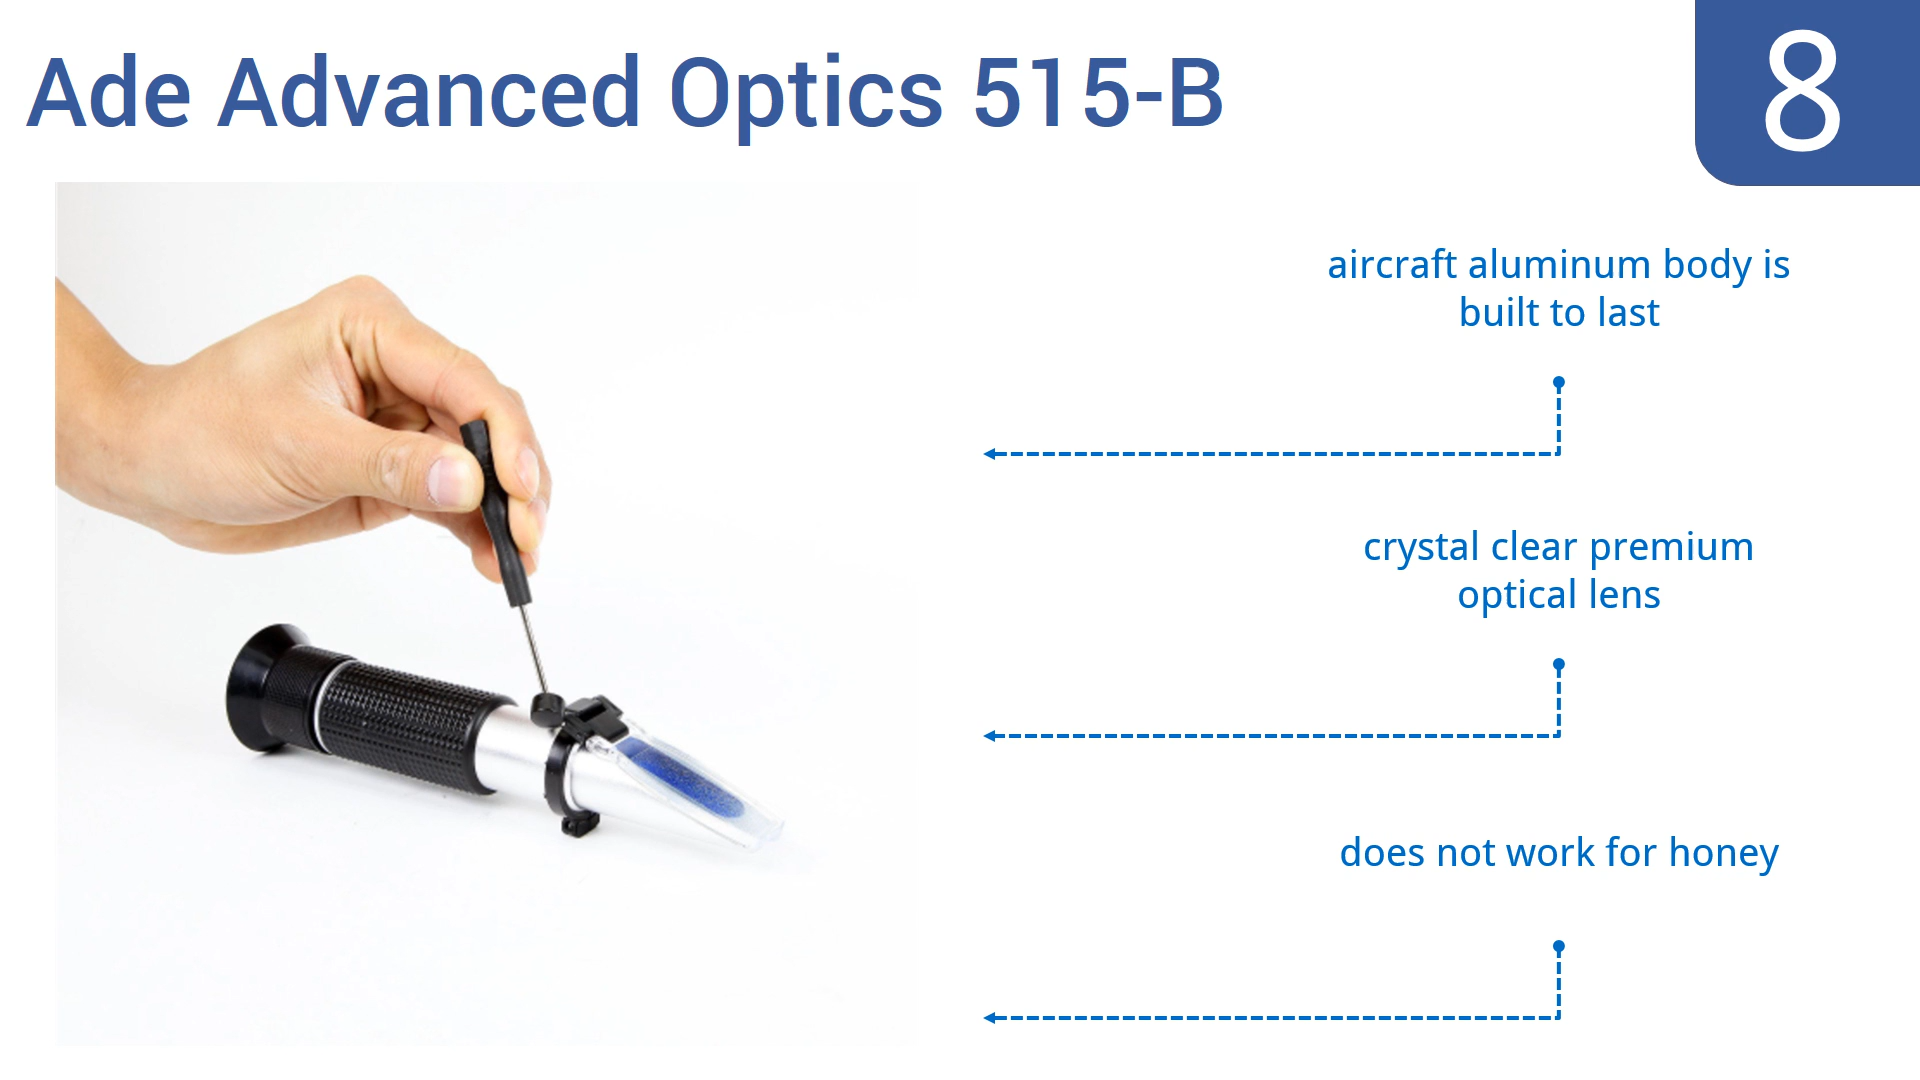 Ade Advanced Optics 515-B
8
aircraft aluminum body is
built to last
crystal clear premium
optical lens
does not work for honey